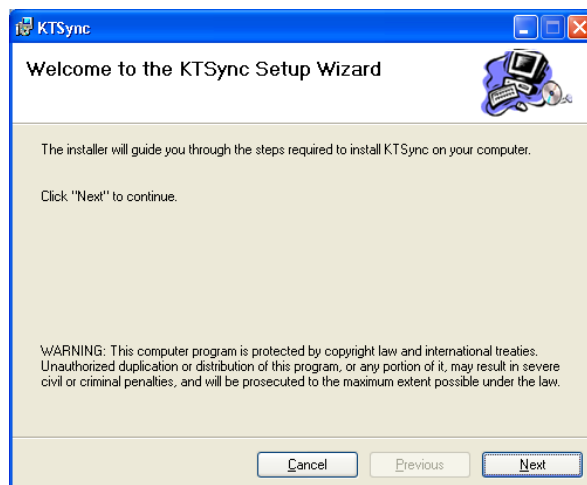 KTSync
Welcome to the KTSync Setup Wizard
The installer will guide you through the steps required to install KTSync on your computer.
Click "Next" to continue.
WARNING: This computer program is protected by copyright law and international treaties.
Unauthorized duplication or distribution of this program, or any portion of it, may result in severe
civil or criminal penalties, and will be prosecuted to the maximum extent possible under the law.
Cancel
Previous
Next